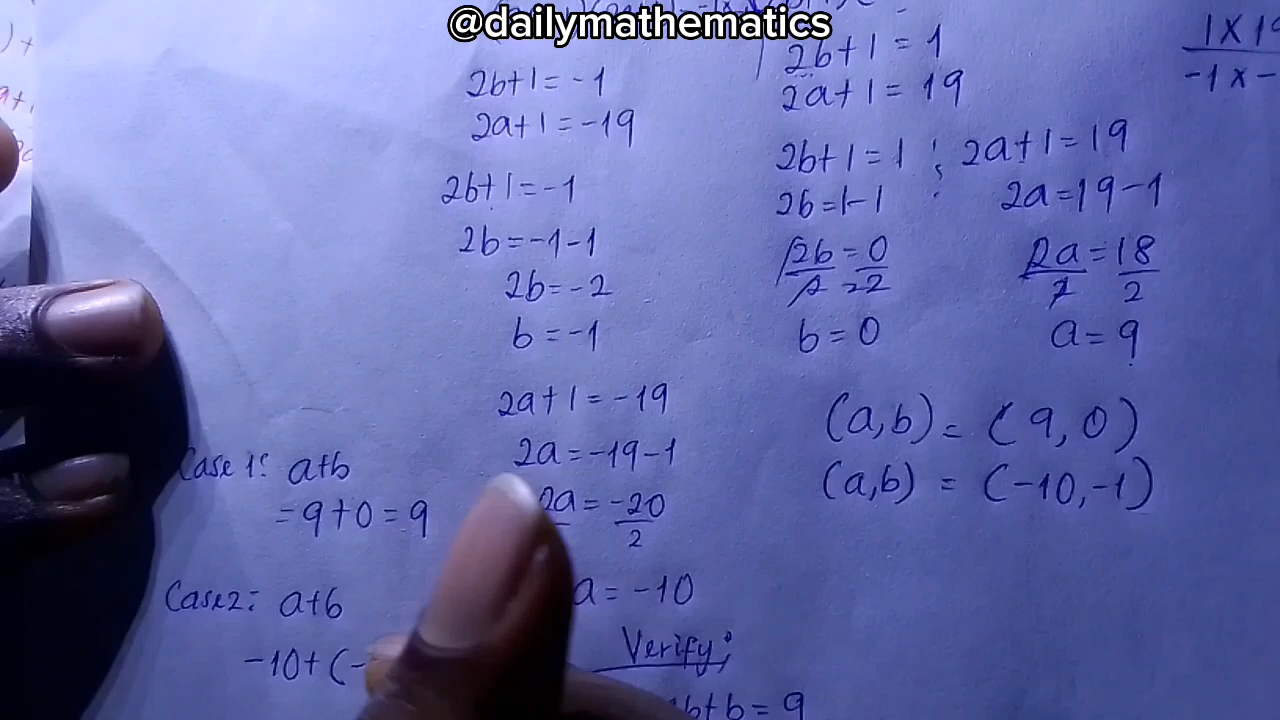 @dailymathematics
2b+1=-1
2a+1=-19
2b+1=-1
2b=-1-1
2b=-2
b=-1
2a+1=-19
2a=-19-1
2a=-20
2
a=-10
Verify;
b+b=9
2b+1=1
2a+1=19
2b+1=1 ; 2a+1=19
2b=1-1 2a=19-1
2b=0 2a=18
2 2 2 2
b=0 a=9
(a,b)=(9,0)
(a,b)=(-10,-1)
Case 1: a+b
=9+0=9
Case2: a+b
-10+(-
1x19
-1x-